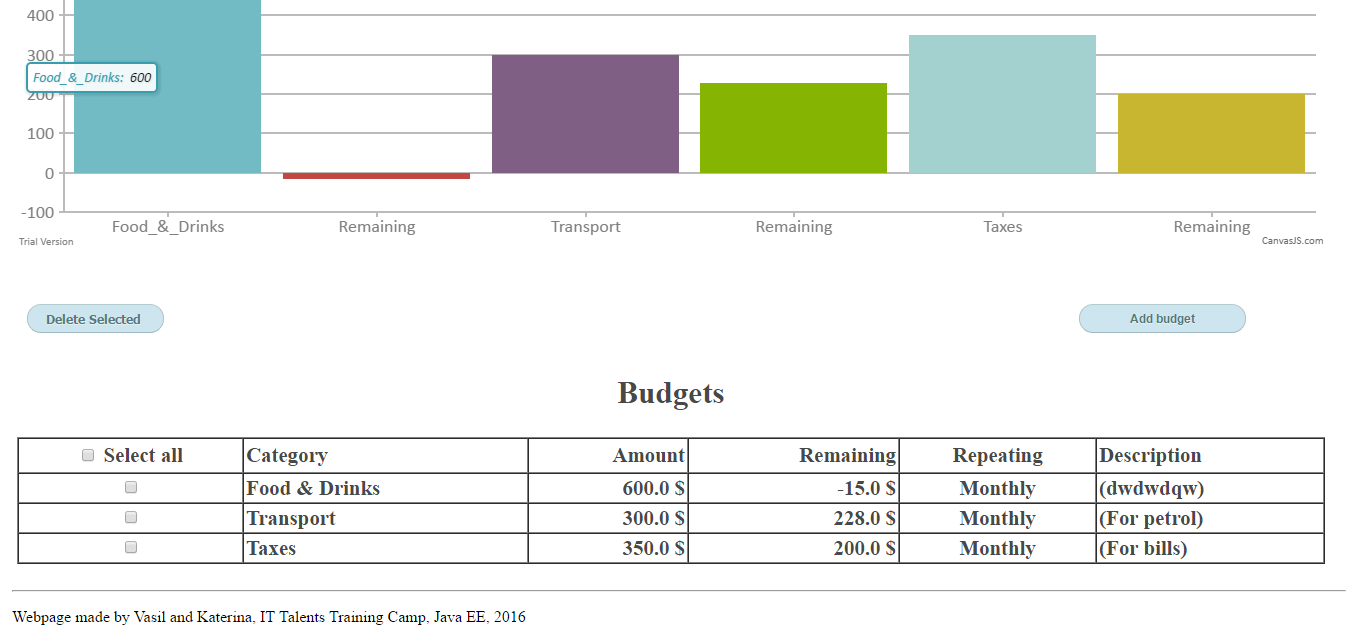 400
300
Food_&_Drinks: 600
200
100
0
-100
Food_&_Drinks Remaining Transport Remaining Taxes Remaining
Trial Version CanvasJS.com
Delete Selected Add budget
Budgets
Select all Category Amount Remaining Repeating Description
Food & Drinks 600.0 $ -15.0 $ Monthly (dwdwdqw)
Transport 300.0 $ 228.0 $ Monthly (For petrol)
Taxes 350.0 $ 200.0 $ Monthly (For bills)
Webpage made by Vasil and Katerina, IT Talents Training Camp, Java EE, 2016